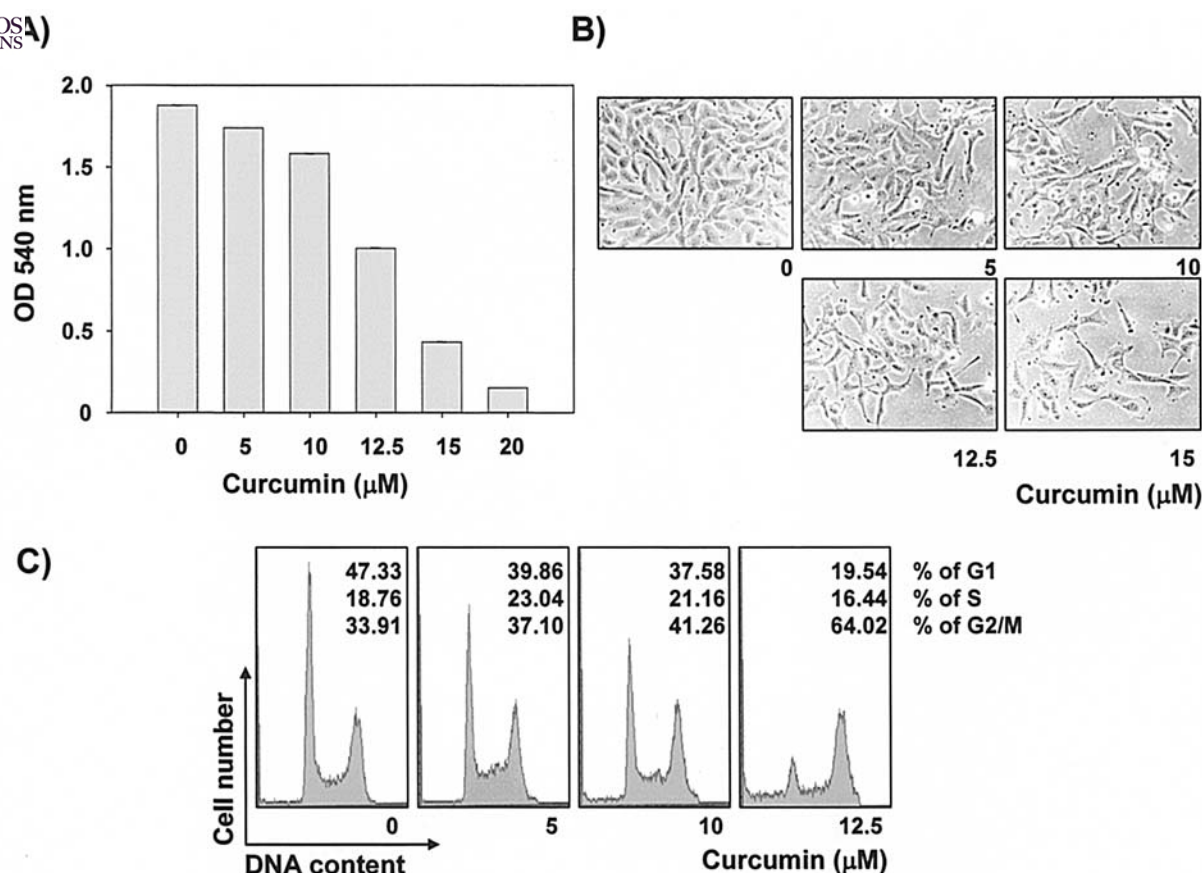 OS
NS
A)
B)
2.0
1.5
1.0
0.5
0
OD 540 nm
0 5 10 12.5 15 20
Curcumin (μM)
0 5 10
12.5 15
Curcumin (μM)
C)
47.33 39.86 37.58 19.54 % of G1
18.76 23.04 21.16 16.44 % of S
33.91 37.10 41.26 64.02 % of G2/M
Cell number
0 5 10 12.5
DNA content Curcumin (μM)